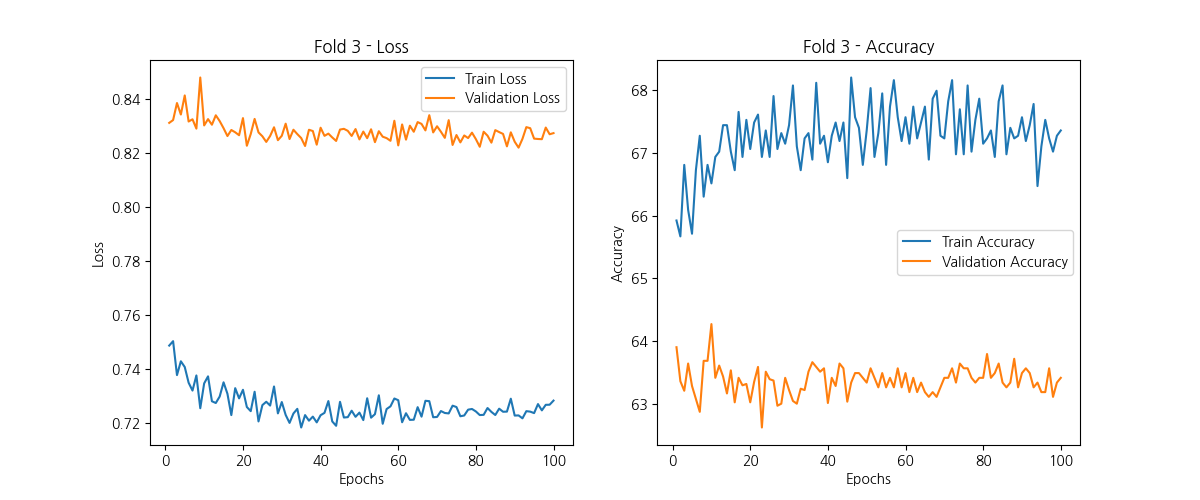 Fold 3 - Loss
Train Loss
Validation Loss
0.84
0.82
0.80
0.78
0.76
0.74
0.72
Loss
0
20
40
60
80
100
Epochs
Fold 3 - Accuracy
68
67
66
65
64
63
Accuracy
Train Accuracy
Validation Accuracy
0
20
40
60
80
100
Epochs